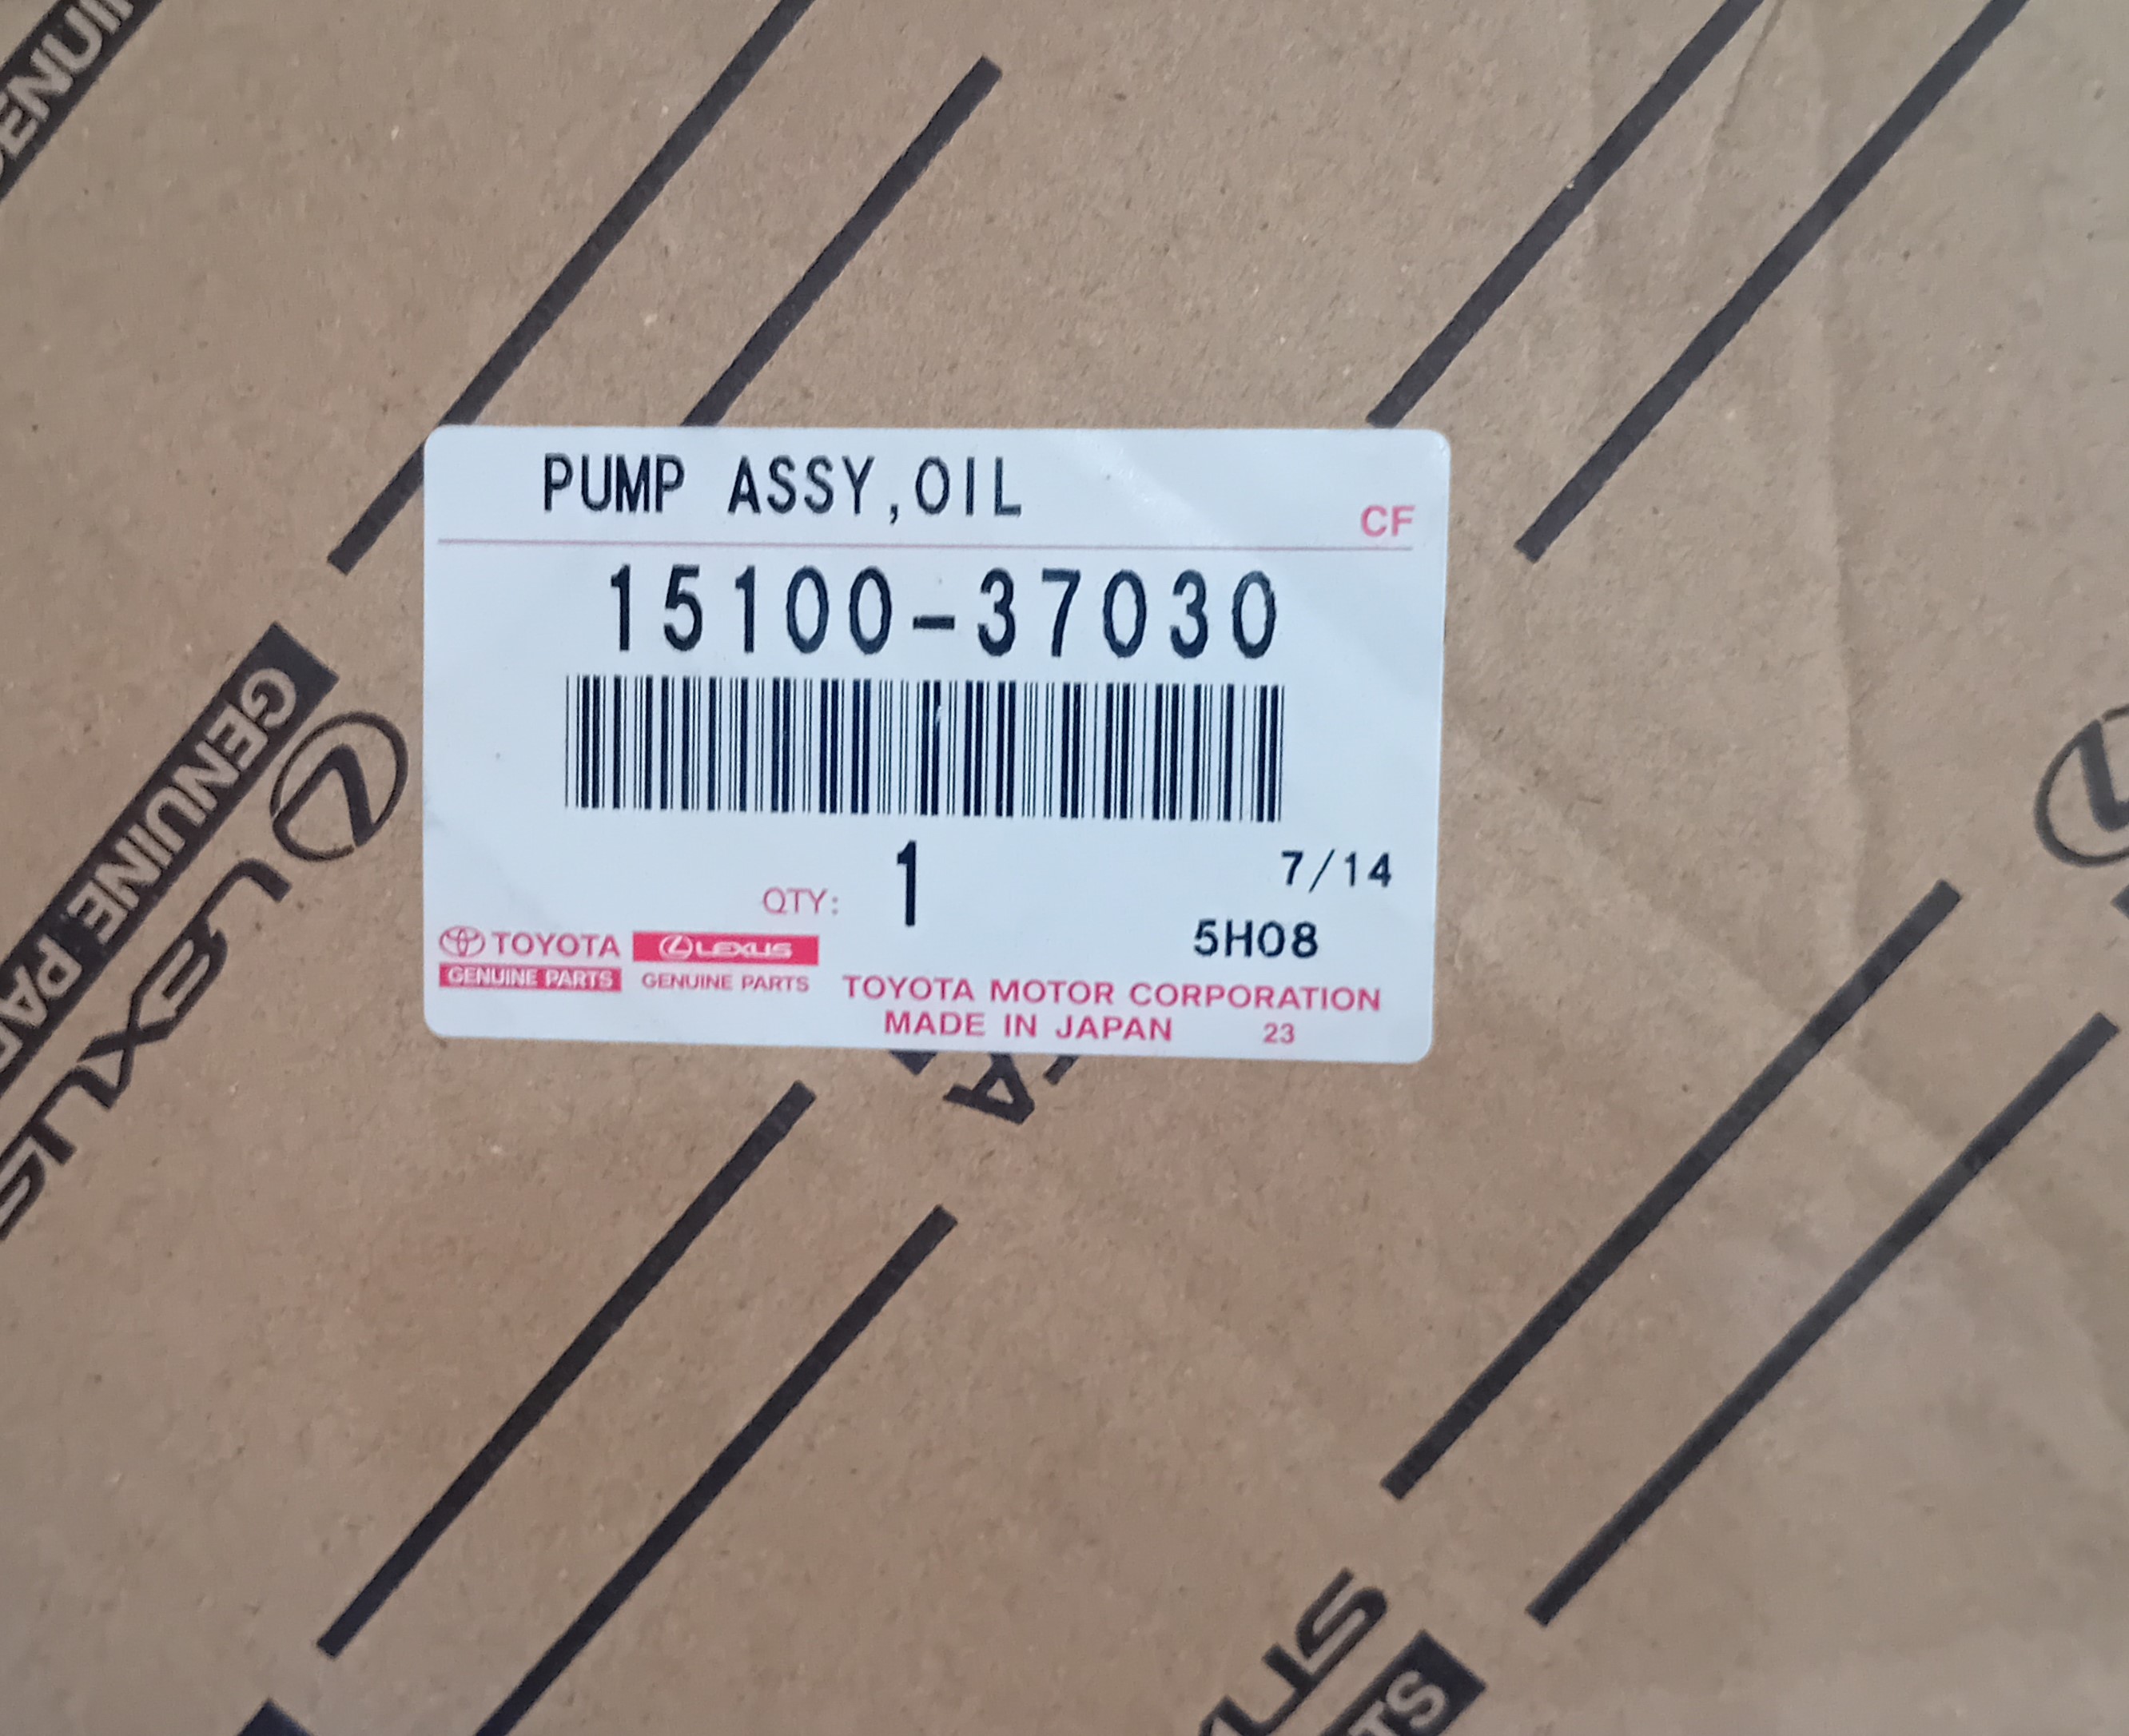 PUMP ASSY,OIL
CF
15100-37030
QTY: 1
7/14
5H08
TOYOTA
GENUINE PARTS
LEXUS
GENUINE PARTS
TOYOTA MOTOR CORPORATION
MADE IN JAPAN 23
GENUINE
LEXUS